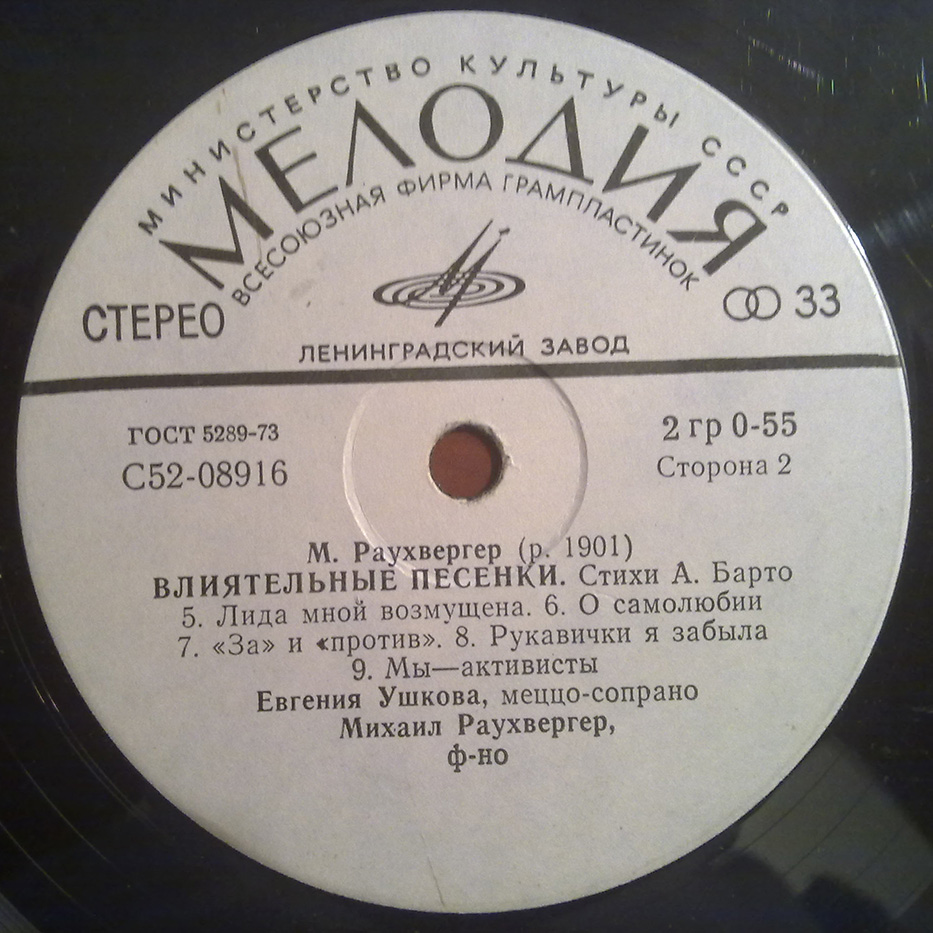 МИНИСТЕРСТВО КУЛЬТУРЫ СССР
МЕЛОДИЯ
ВСЕСОЮЗНАЯ ФИРМА ГРАМПЛАСТИНОК
СТЕРЕО
33
ЛЕНИНГРАДСКИЙ ЗАВОД
ГОСТ 5289-73
2 гр 0-55
С52-08916
Сторона 2
М. Раухвергер (р. 1901)
ВЛИЯТЕЛЬНЫЕ ПЕСЕНКИ. Стихи А. Барто
5. Лида мной возмущена. 6. О самолюбии
7. «За» и «против». 8. Рукавички я забыла
9. Мы—активисты
Евгения Ушкова, меццо-сопрано
Михаил Раухвергер,
ф-но